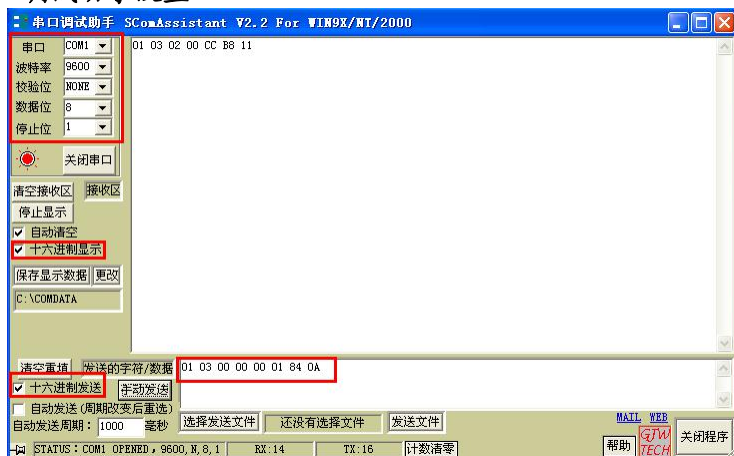 串口调试助手 SComAssistant V2.2 For WIN9X/NT/2000
串口 COM1
01 03 02 00 CC B8 11
波特率 9600
校验位 NONE
数据位 8
停止位 1
关闭串口
清空接收区 接收区
停止显示
自动清空
十六进制显示
保存显示数据 更改
C:\COMDATA
清空重填 发送的字符/数据 01 03 00 00 00 01 84 0A
十六进制发送 手动发送
自动发送(周期改变后重选)
自动发送周期: 1000 毫秒 选择发送文件 还没有选择文件 发送文件 MAIL WEB
STATUS：COM1 OPENED，9600,N,8,1 RX:14 TX:16 计数清零 帮助 GJW TECH 关闭程序